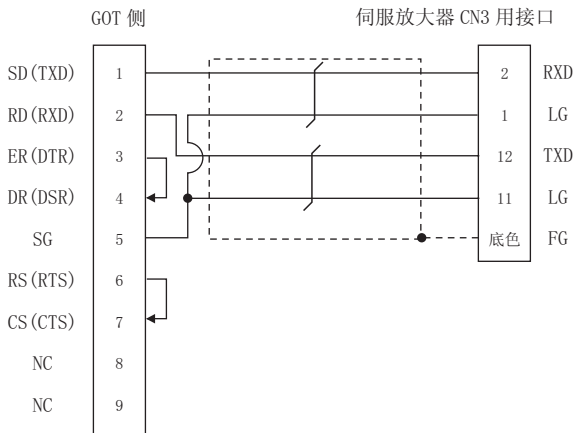 GOT 侧
伺服放大器 CN3 用接口
SD(TXD) 1 2 RXD
RD(RXD) 2 1 LG
ER(DTR) 3 12 TXD
DR(DSR) 4 11 LG
SG 5 底色 FG
RS(RTS) 6
CS(CTS) 7
NC 8
NC 9